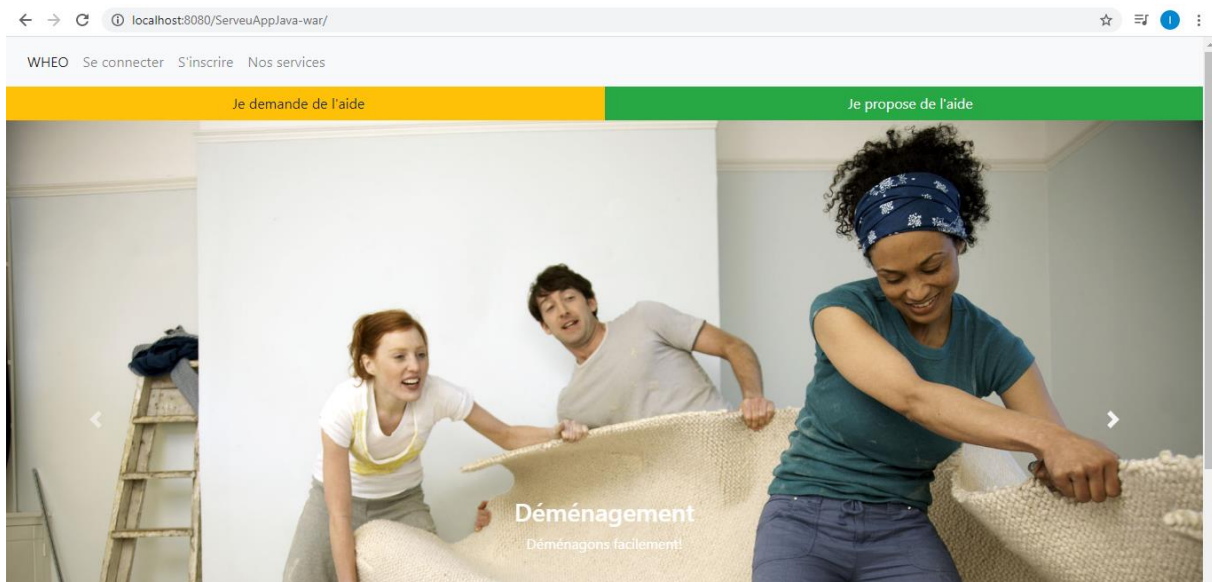 localhost:8080/ServeuAppJava-war/
I
WHEO Se connecter S'inscrire Nos services
Je demande de l'aide Je propose de l'aide
Déménagement
Déménageons facilement!